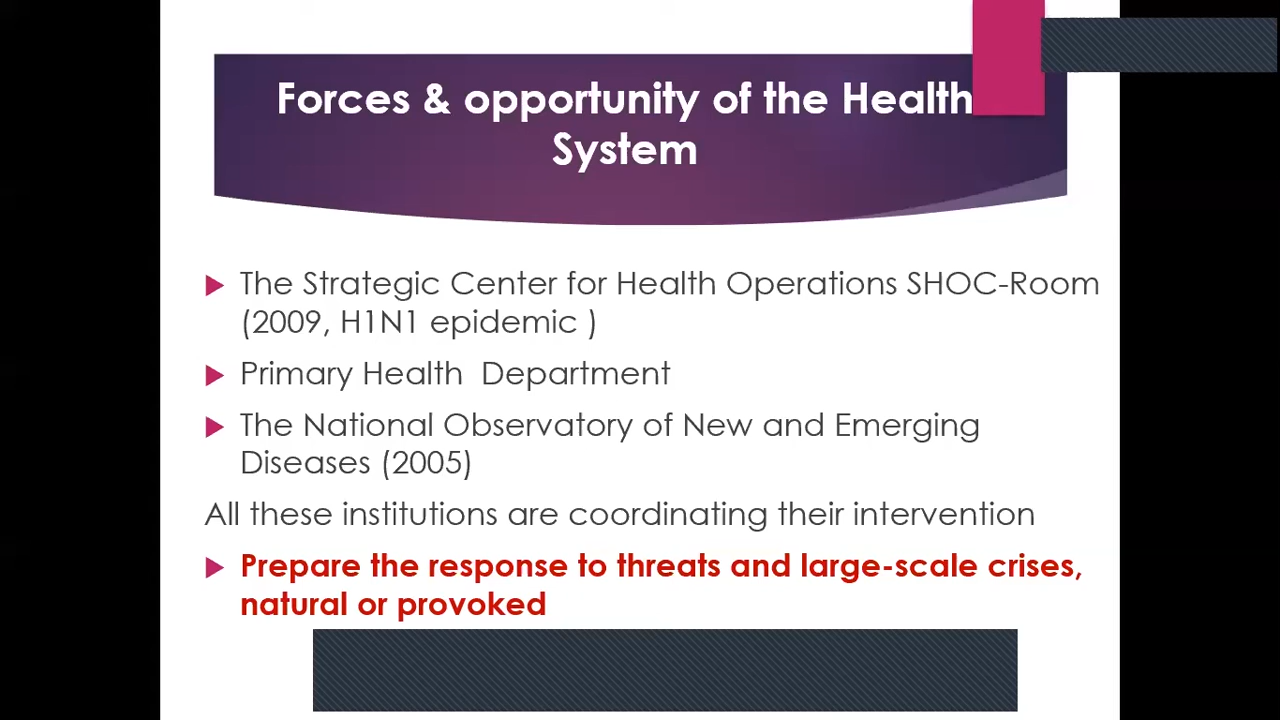 Forces & opportunity of the Health
System
The Strategic Center for Health Operations SHOC-Room
(2009, H1N1 epidemic )
Primary Health  Department
The National Observatory of New and Emerging
Diseases (2005)
All these institutions are coordinating their intervention
Prepare the response to threats and large-scale crises,
natural or provoked